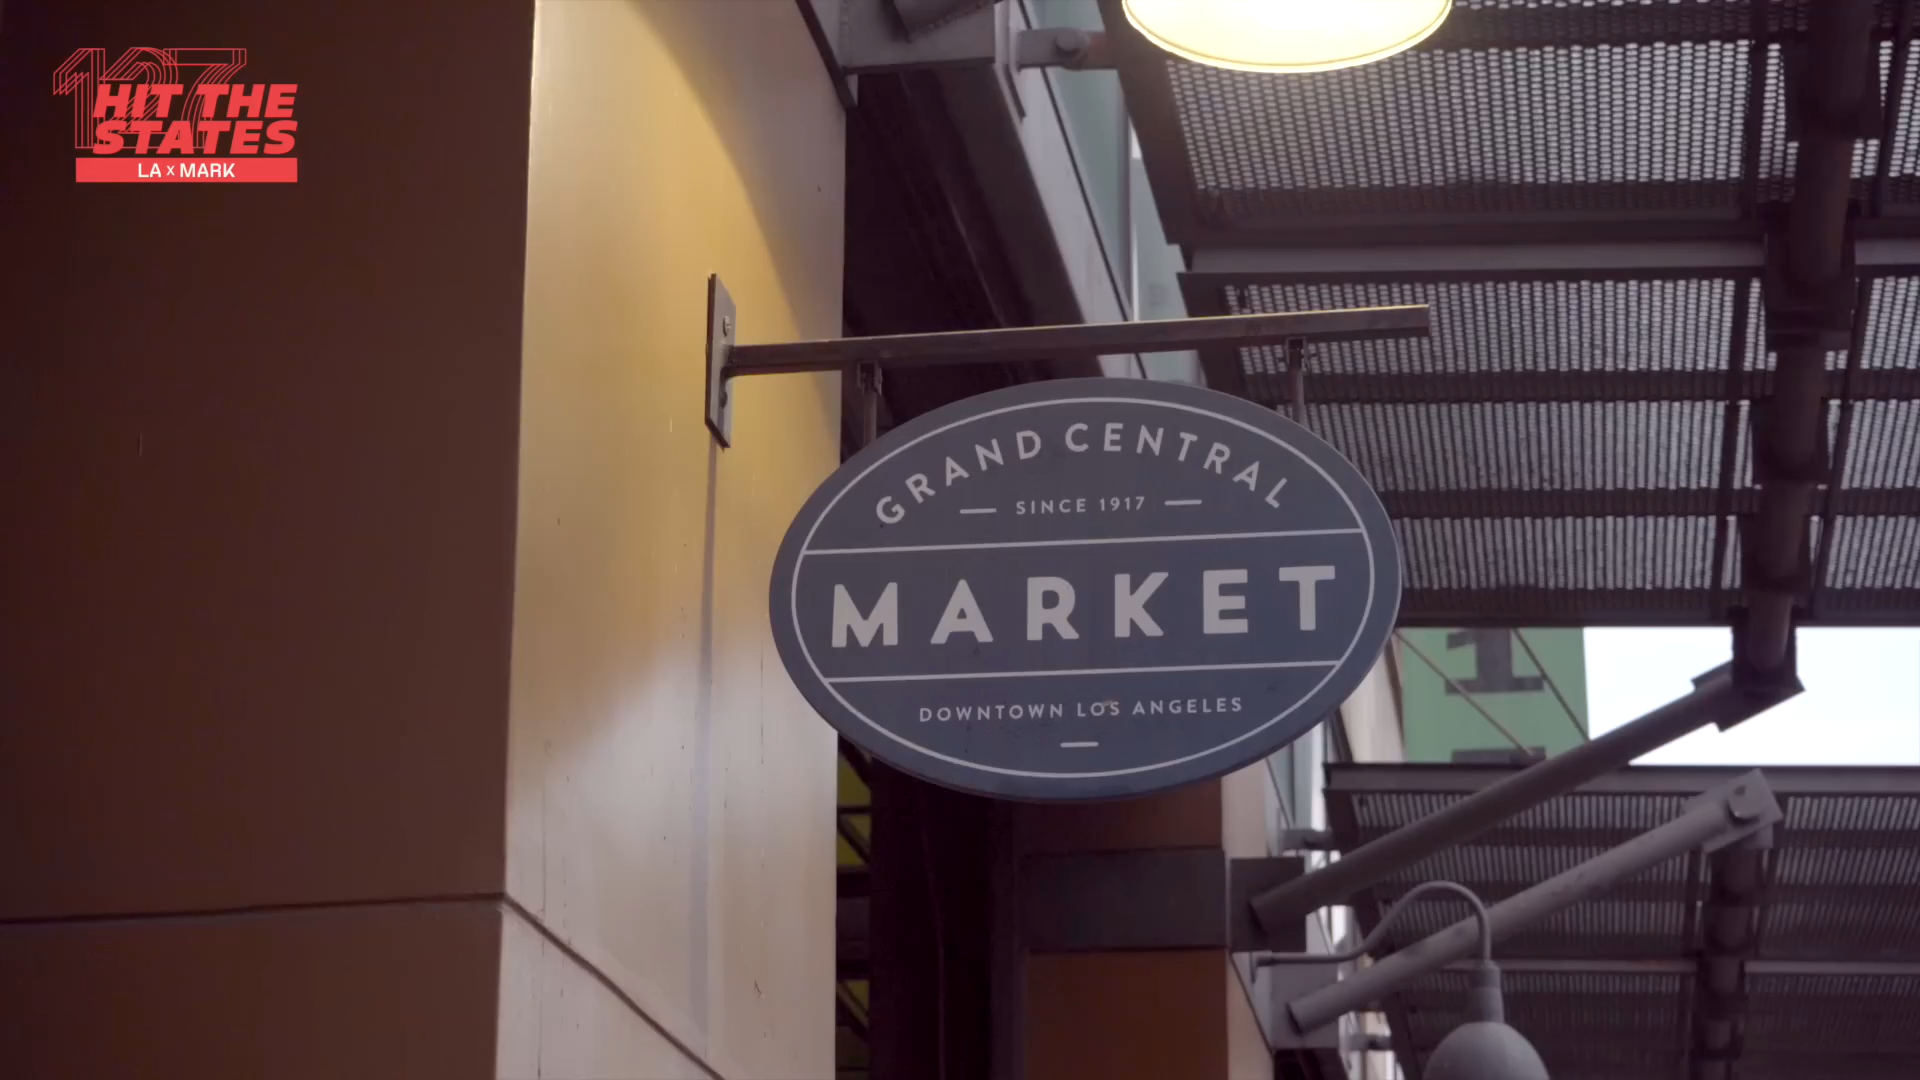 127
HIT THE
STATES
LA x MARK
GRAND CENTRAL
SINCE 1917
MARKET
DOWNTOWN LOS ANGELES